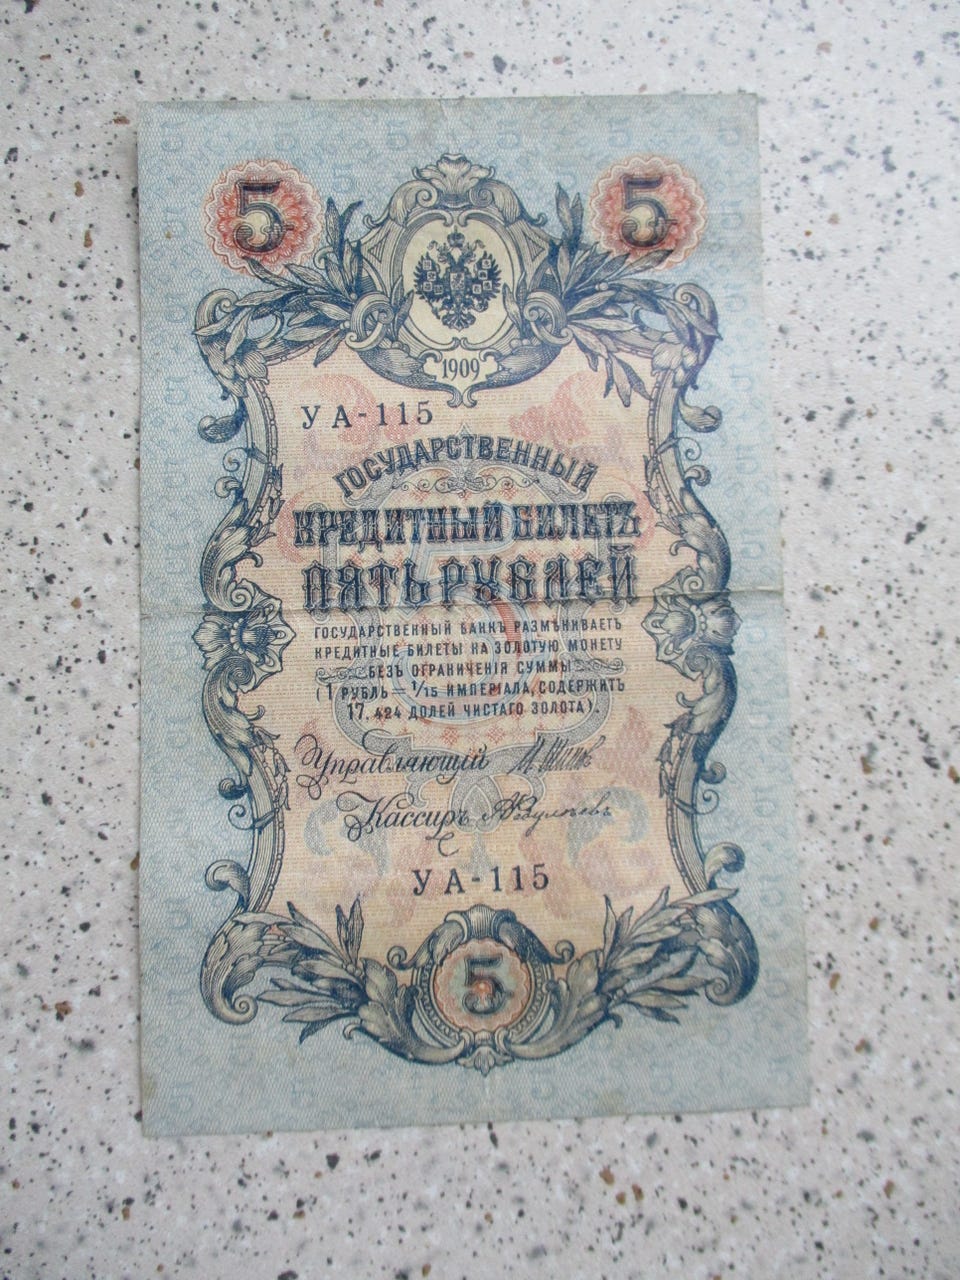 5 5
1909
УА-115
ГОСУДАРСТВЕННЫЙ
КРЕДИТНЫЙ БИЛЕТЪ
ПЯТЬ РУБЛЕЙ
ГОСУДАРСТВЕННЫЙ БАНКЪ РАЗМѢНИВАЕТЪ
КРЕДИТНЫЕ БИЛЕТЫ НА ЗОЛОТУЮ МОНЕТУ
БЕЗЪ ОГРАНИЧЕНІЯ СУММЫ
(1 РУБЛЬ — 1/15 ИМПЕРІАЛА, СОДЕРЖИТЪ
17,424 ДОЛЕЙ ЧИСТАГО ЗОЛОТА).
Управляющій
Кассиръ
УА-115
5